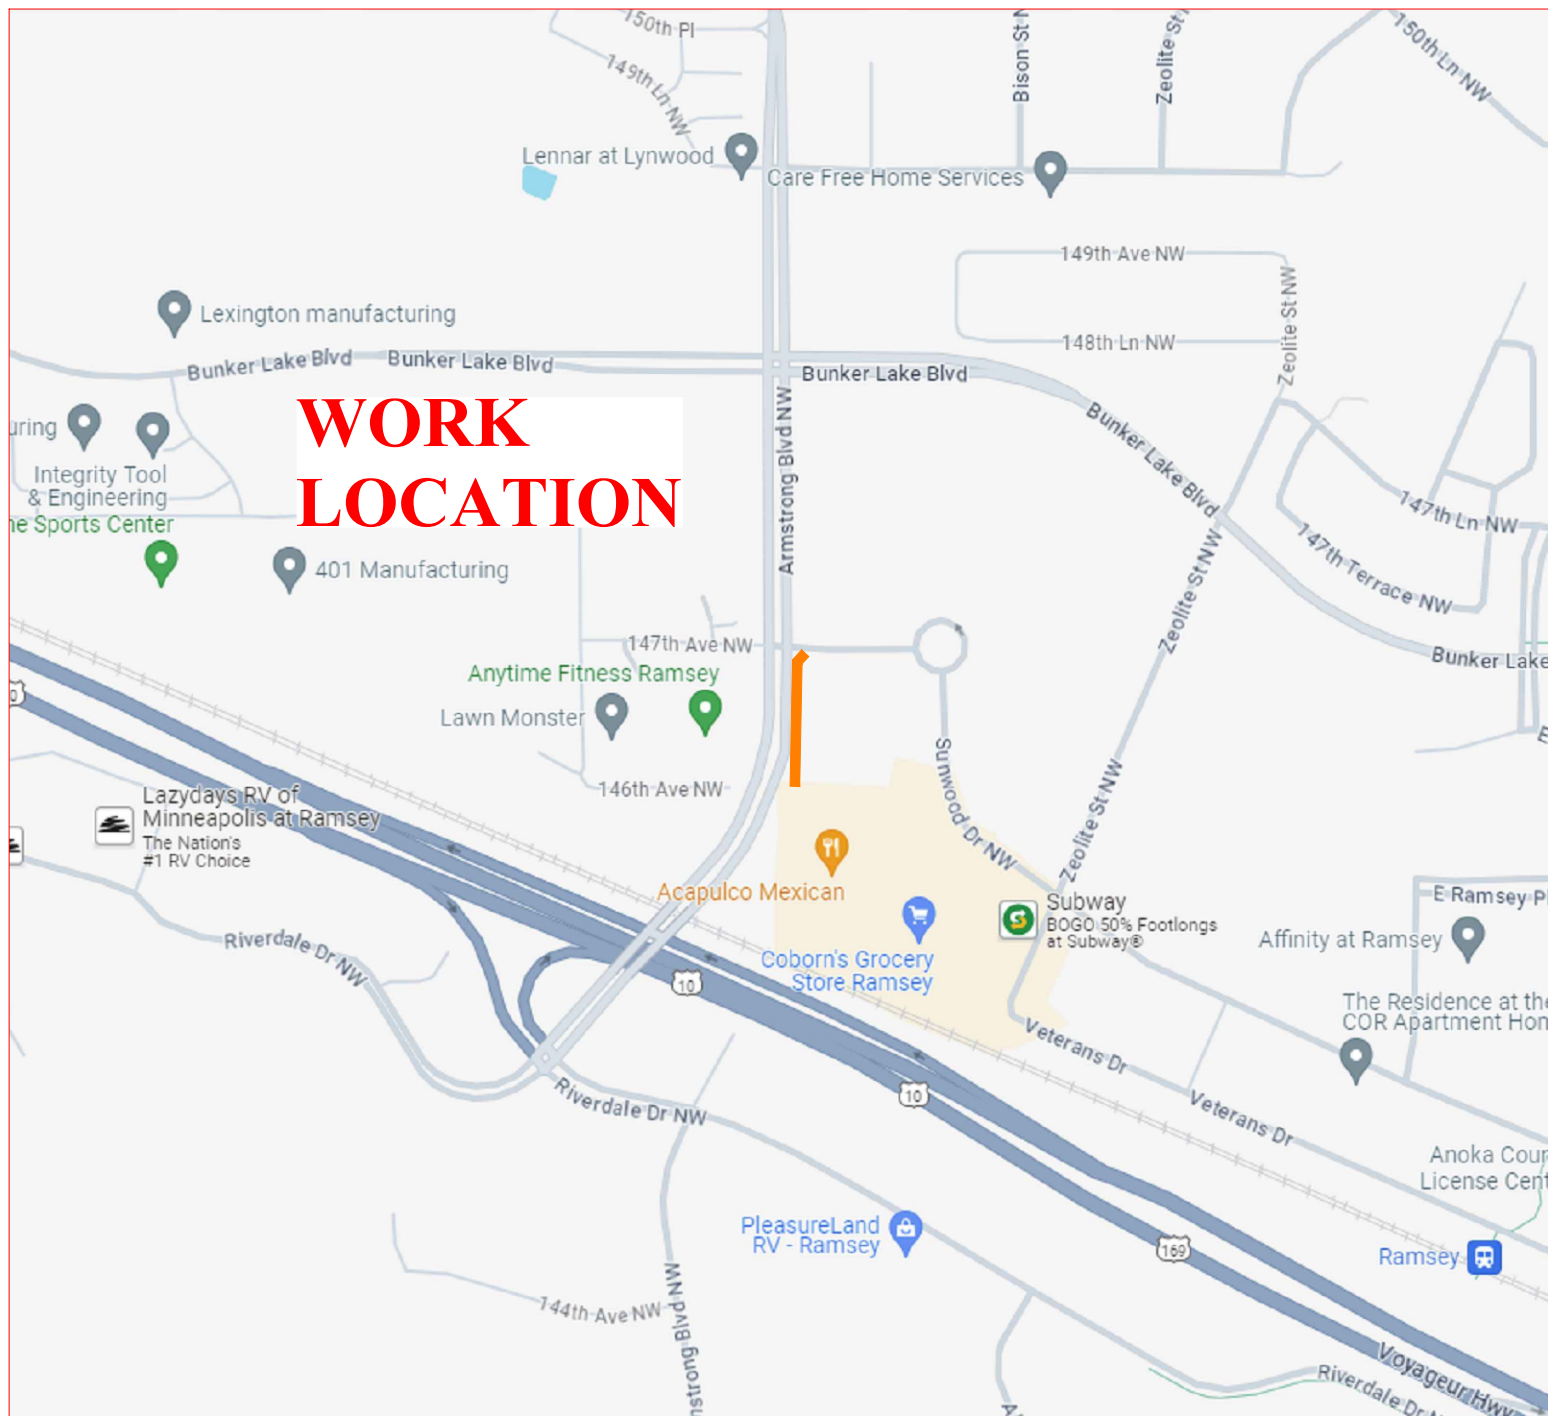 150th Pl
149th Ln NW
Bison St N
Zeolite St
150th Ln NW
Lennar at Lynwood
Care Free Home Services
149th Ave NW
Zeolite St NW
Lexington manufacturing
148th Ln NW
Bunker Lake Blvd
Bunker Lake Blvd
Bunker Lake Blvd
Armstrong Blvd NW
Bunker Lake Blvd
WORK
LOCATION
uring
Integrity Tool
& Engineering
ne Sports Center
401 Manufacturing
147th Ln NW
147th Terrace NW
Zeolite St NW
147th Ave NW
Bunker Lake
Anytime Fitness Ramsey
Lawn Monster
146th Ave NW
Sunwood Dr NW
Zeolite St NW
Lazydays RV of
Minneapolis at Ramsey
The Nation's
#1 RV Choice
Acapulco Mexican
Subway
BOGO 50% Footlongs
at Subway®
E Ramsey P
Affinity at Ramsey
Coborn's Grocery
Store Ramsey
Riverdale Dr NW
10
The Residence at the
COR Apartment Hom
Veterans Dr
Riverdale Dr NW
10
Veterans Dr
Anoka Coun
License Cent
PleasureLand
RV - Ramsey
169
Ramsey
144th Ave NW
mstrong Blvd NW
Voyageur Hwy
Riverdale Dr